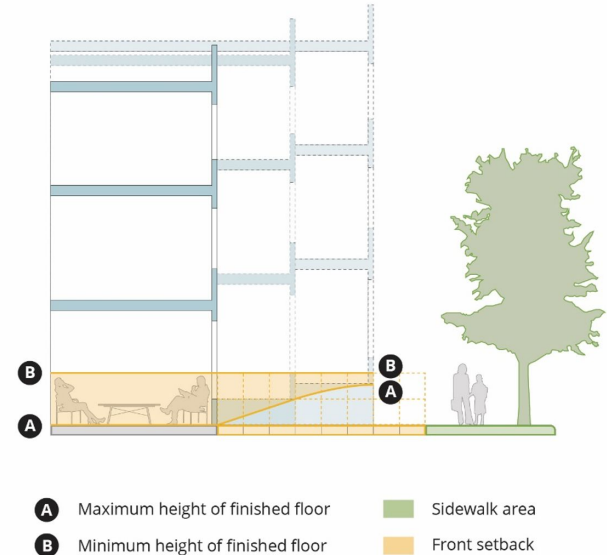 B
B
A
A
A Maximum height of finished floor
Sidewalk area
B Minimum height of finished floor
Front setback